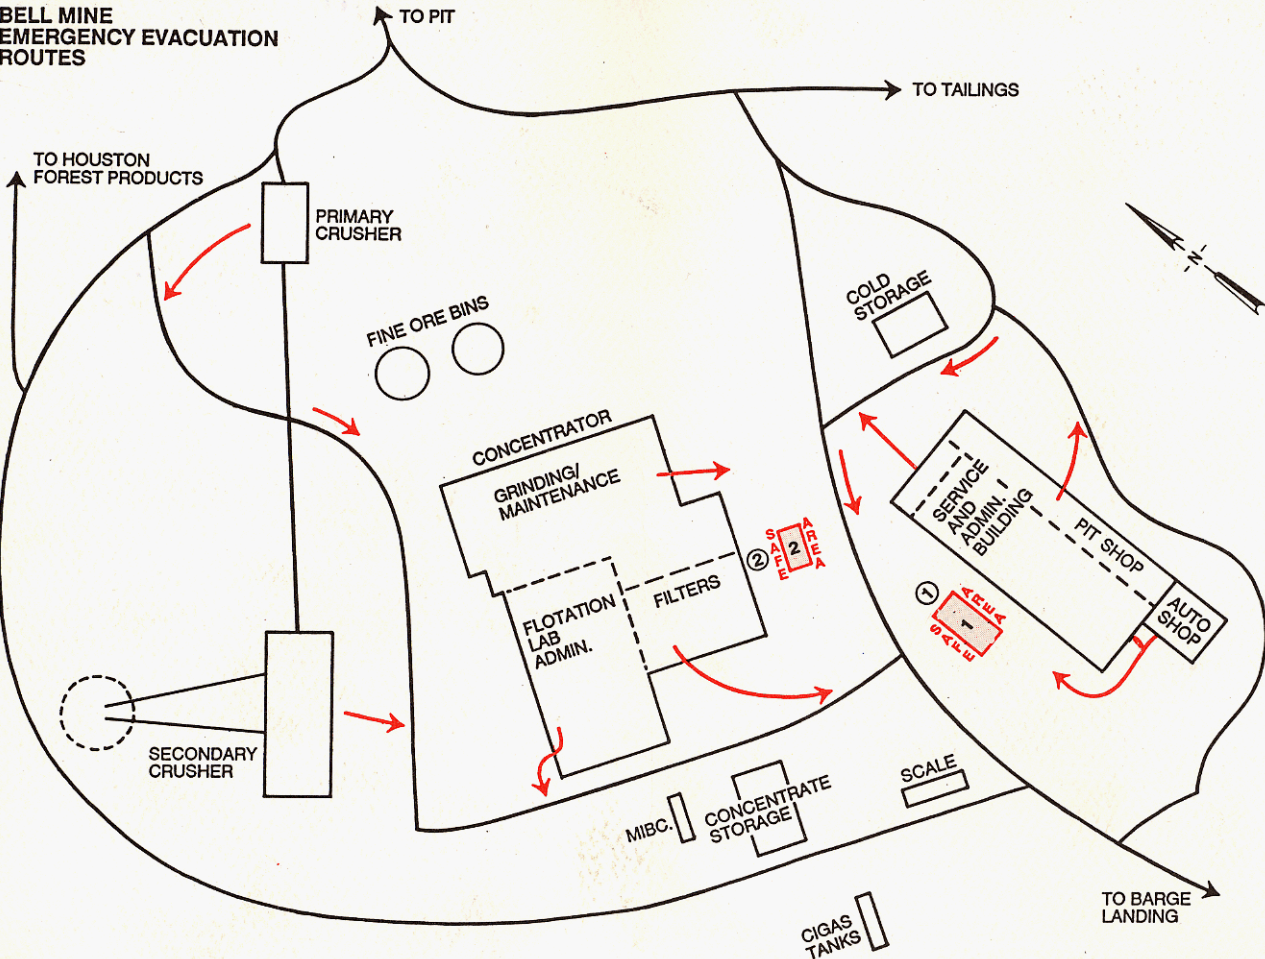 BELL MINE
EMERGENCY EVACUATION
ROUTES
TO PIT
TO TAILINGS
TO HOUSTON
FOREST PRODUCTS
PRIMARY
CRUSHER
-N-
COLD
STORAGE
FINE ORE BINS
CONCENTRATOR
GRINDING/
MAINTENANCE
SERVICE
AND
ADMIN.
BUILDING
PIT SHOP
AUTO
SHOP
2
SAFE
2
AREA
1
AREA
1
SAFE
FLOTATION
LAB
ADMIN.
FILTERS
SECONDARY
CRUSHER
MIBC.
CONCENTRATE
STORAGE
SCALE
TO BARGE
LANDING
CIGAS
TANKS